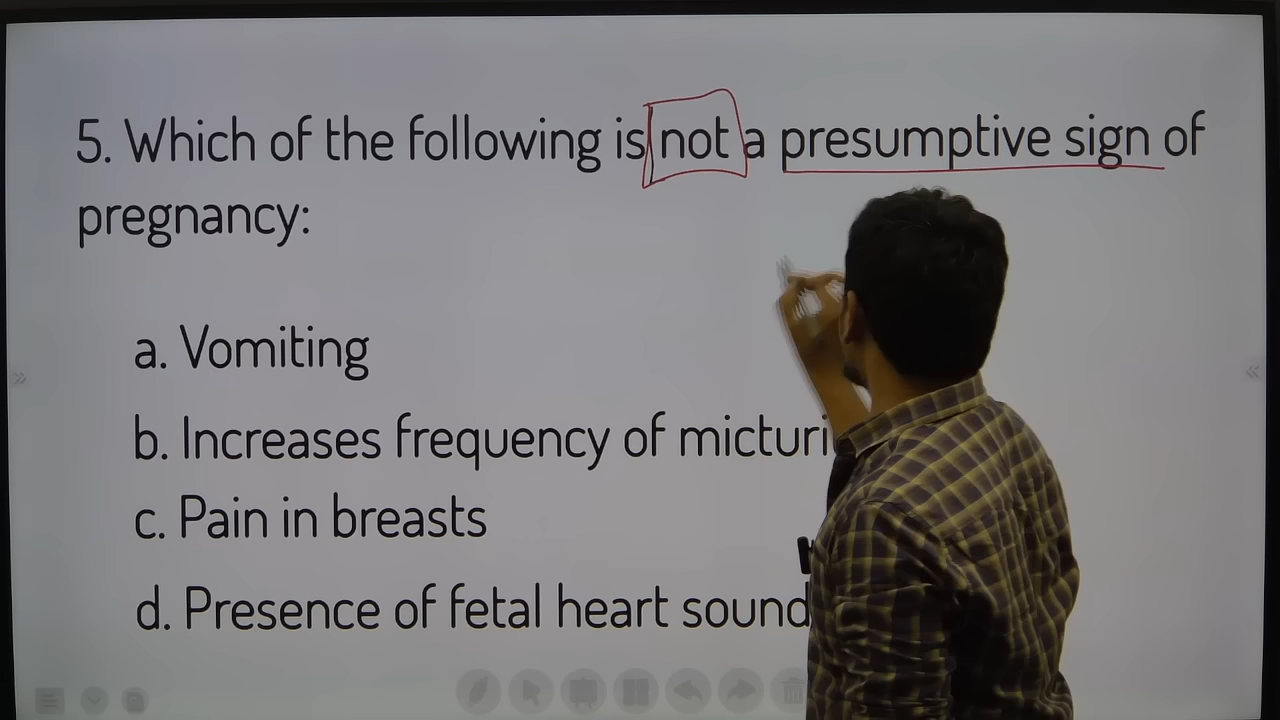 5. Which of the following is not a presumptive sign of
pregnancy:
a. Vomiting
b. Increases frequency of
c. Pain in breasts
d. Presence of fetal heart sound